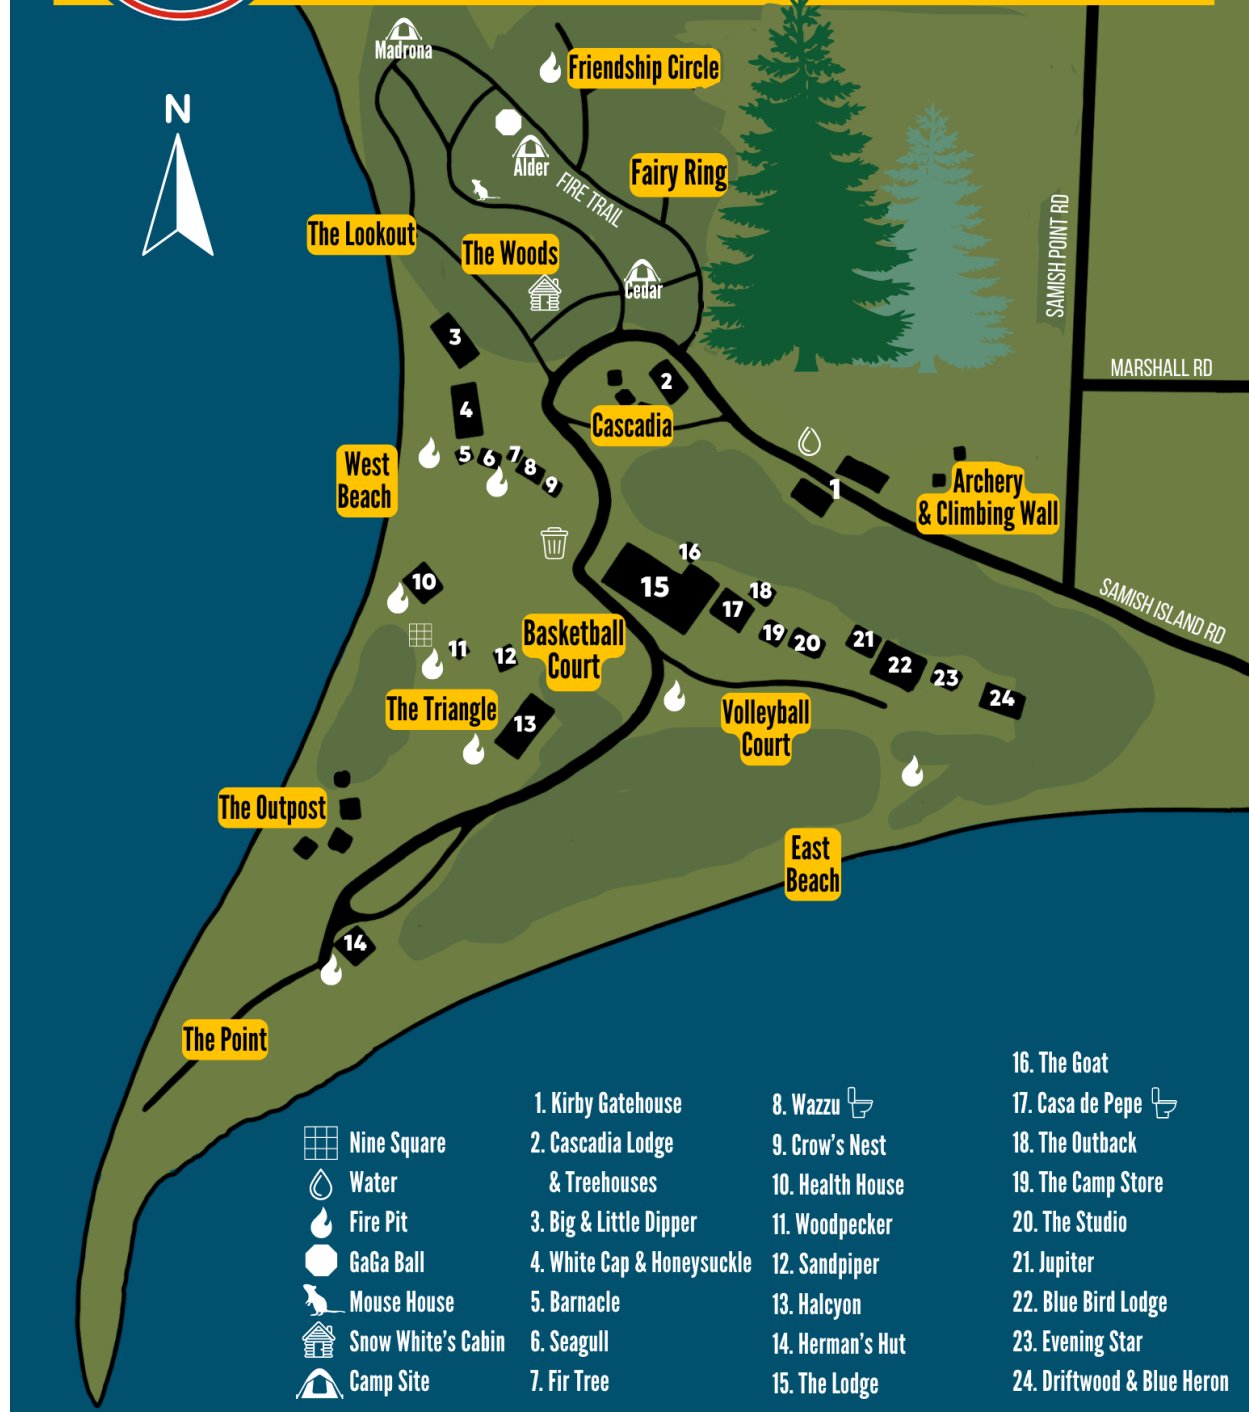 Madrona
Friendship Circle
N
Alder
Fairy Ring
FIRE TRAIL
The Lookout
The Woods
SAMISH POINT RD
Cedar
3
MARSHALL RD
2
4
Cascadia
5
6
7
8
9
West
Beach
1
Archery
& Climbing Wall
16
10
15
17
18
SAMISH ISLAND RD
11
12
Basketball
Court
19
20
21
22
23
24
The Triangle
13
Volleyball
Court
The Outpost
East
Beach
14
The Point
Nine Square
Water
Fire Pit
GaGa Ball
Mouse House
Snow White's Cabin
Camp Site
1. Kirby Gatehouse
2. Cascadia Lodge
& Treehouses
3. Big & Little Dipper
4. White Cap & Honeysuckle
5. Barnacle
6. Seagull
7. Fir Tree
8. Wazzu
9. Crow's Nest
10. Health House
11. Woodpecker
12. Sandpiper
13. Halcyon
14. Herman's Hut
15. The Lodge
16. The Goat
17. Casa de Pepe
18. The Outback
19. The Camp Store
20. The Studio
21. Jupiter
22. Blue Bird Lodge
23. Evening Star
24. Driftwood & Blue Heron